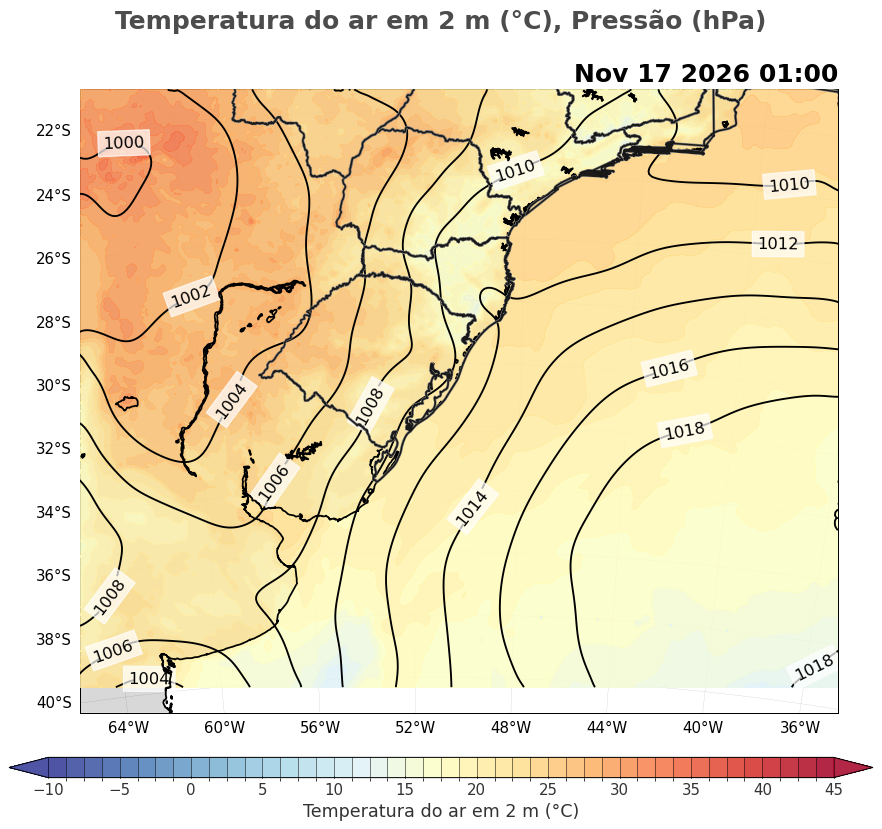 Temperatura do ar em 2 m (°C), Pressão (hPa)
Nov 17 2026 01:00
22°S
24°S
26°S
28°S
30°S
32°S
34°S
36°S
38°S
40°S
1000
1010
1010
1012
1002
1016
1004
1008
1018
1006
1014
1008
1006
1004
1018
64°W 60°W 56°W 52°W 48°W 44°W 40°W 36°W
−10 −5 0 5 10 15 20 25 30 35 40 45
Temperatura do ar em 2 m (°C)